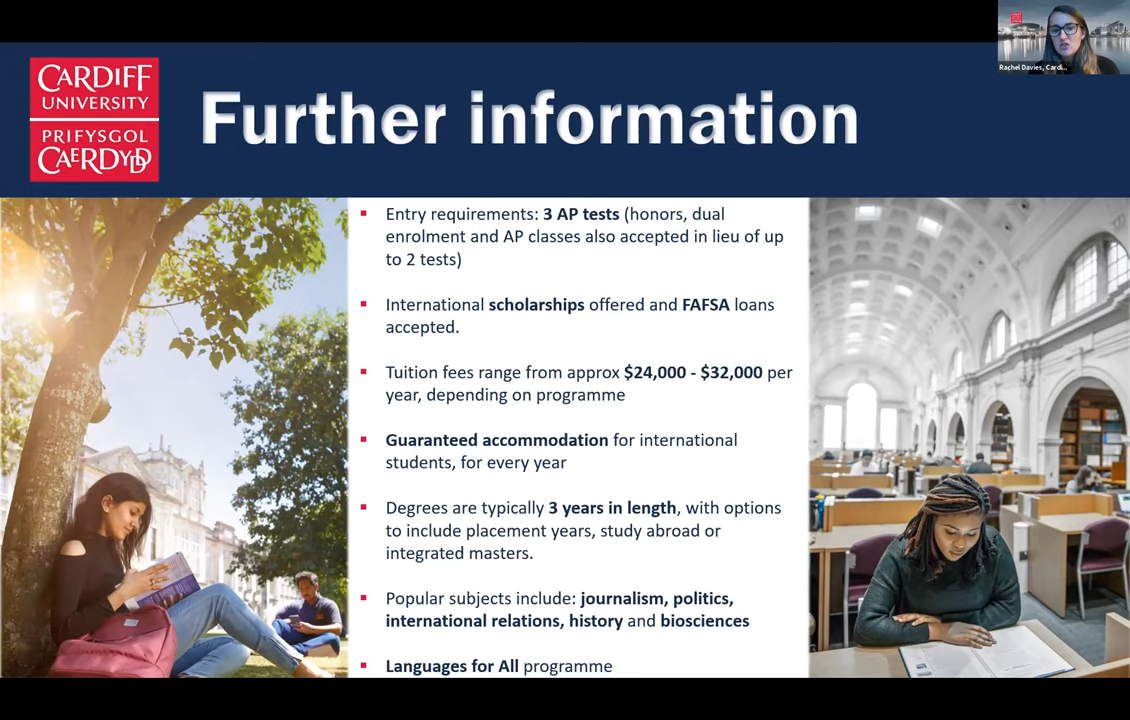 Rachel Davies, Cardi...
CARDIFF
UNIVERSITY
PRIFYSGOL
CAERDYDD
Further information
Entry requirements: 3 AP tests (honors, dual
enrolment and AP classes also accepted in lieu of up
to 2 tests)
International scholarships offered and FAFSA loans
accepted.
Tuition fees range from approx $24,000 - $32,000 per
year, depending on programme
Guaranteed accommodation for international
students, for every year
Degrees are typically 3 years in length, with options
to include placement years, study abroad or
integrated masters.
Popular subjects include: journalism, politics,
international relations, history and biosciences
Languages for All programme